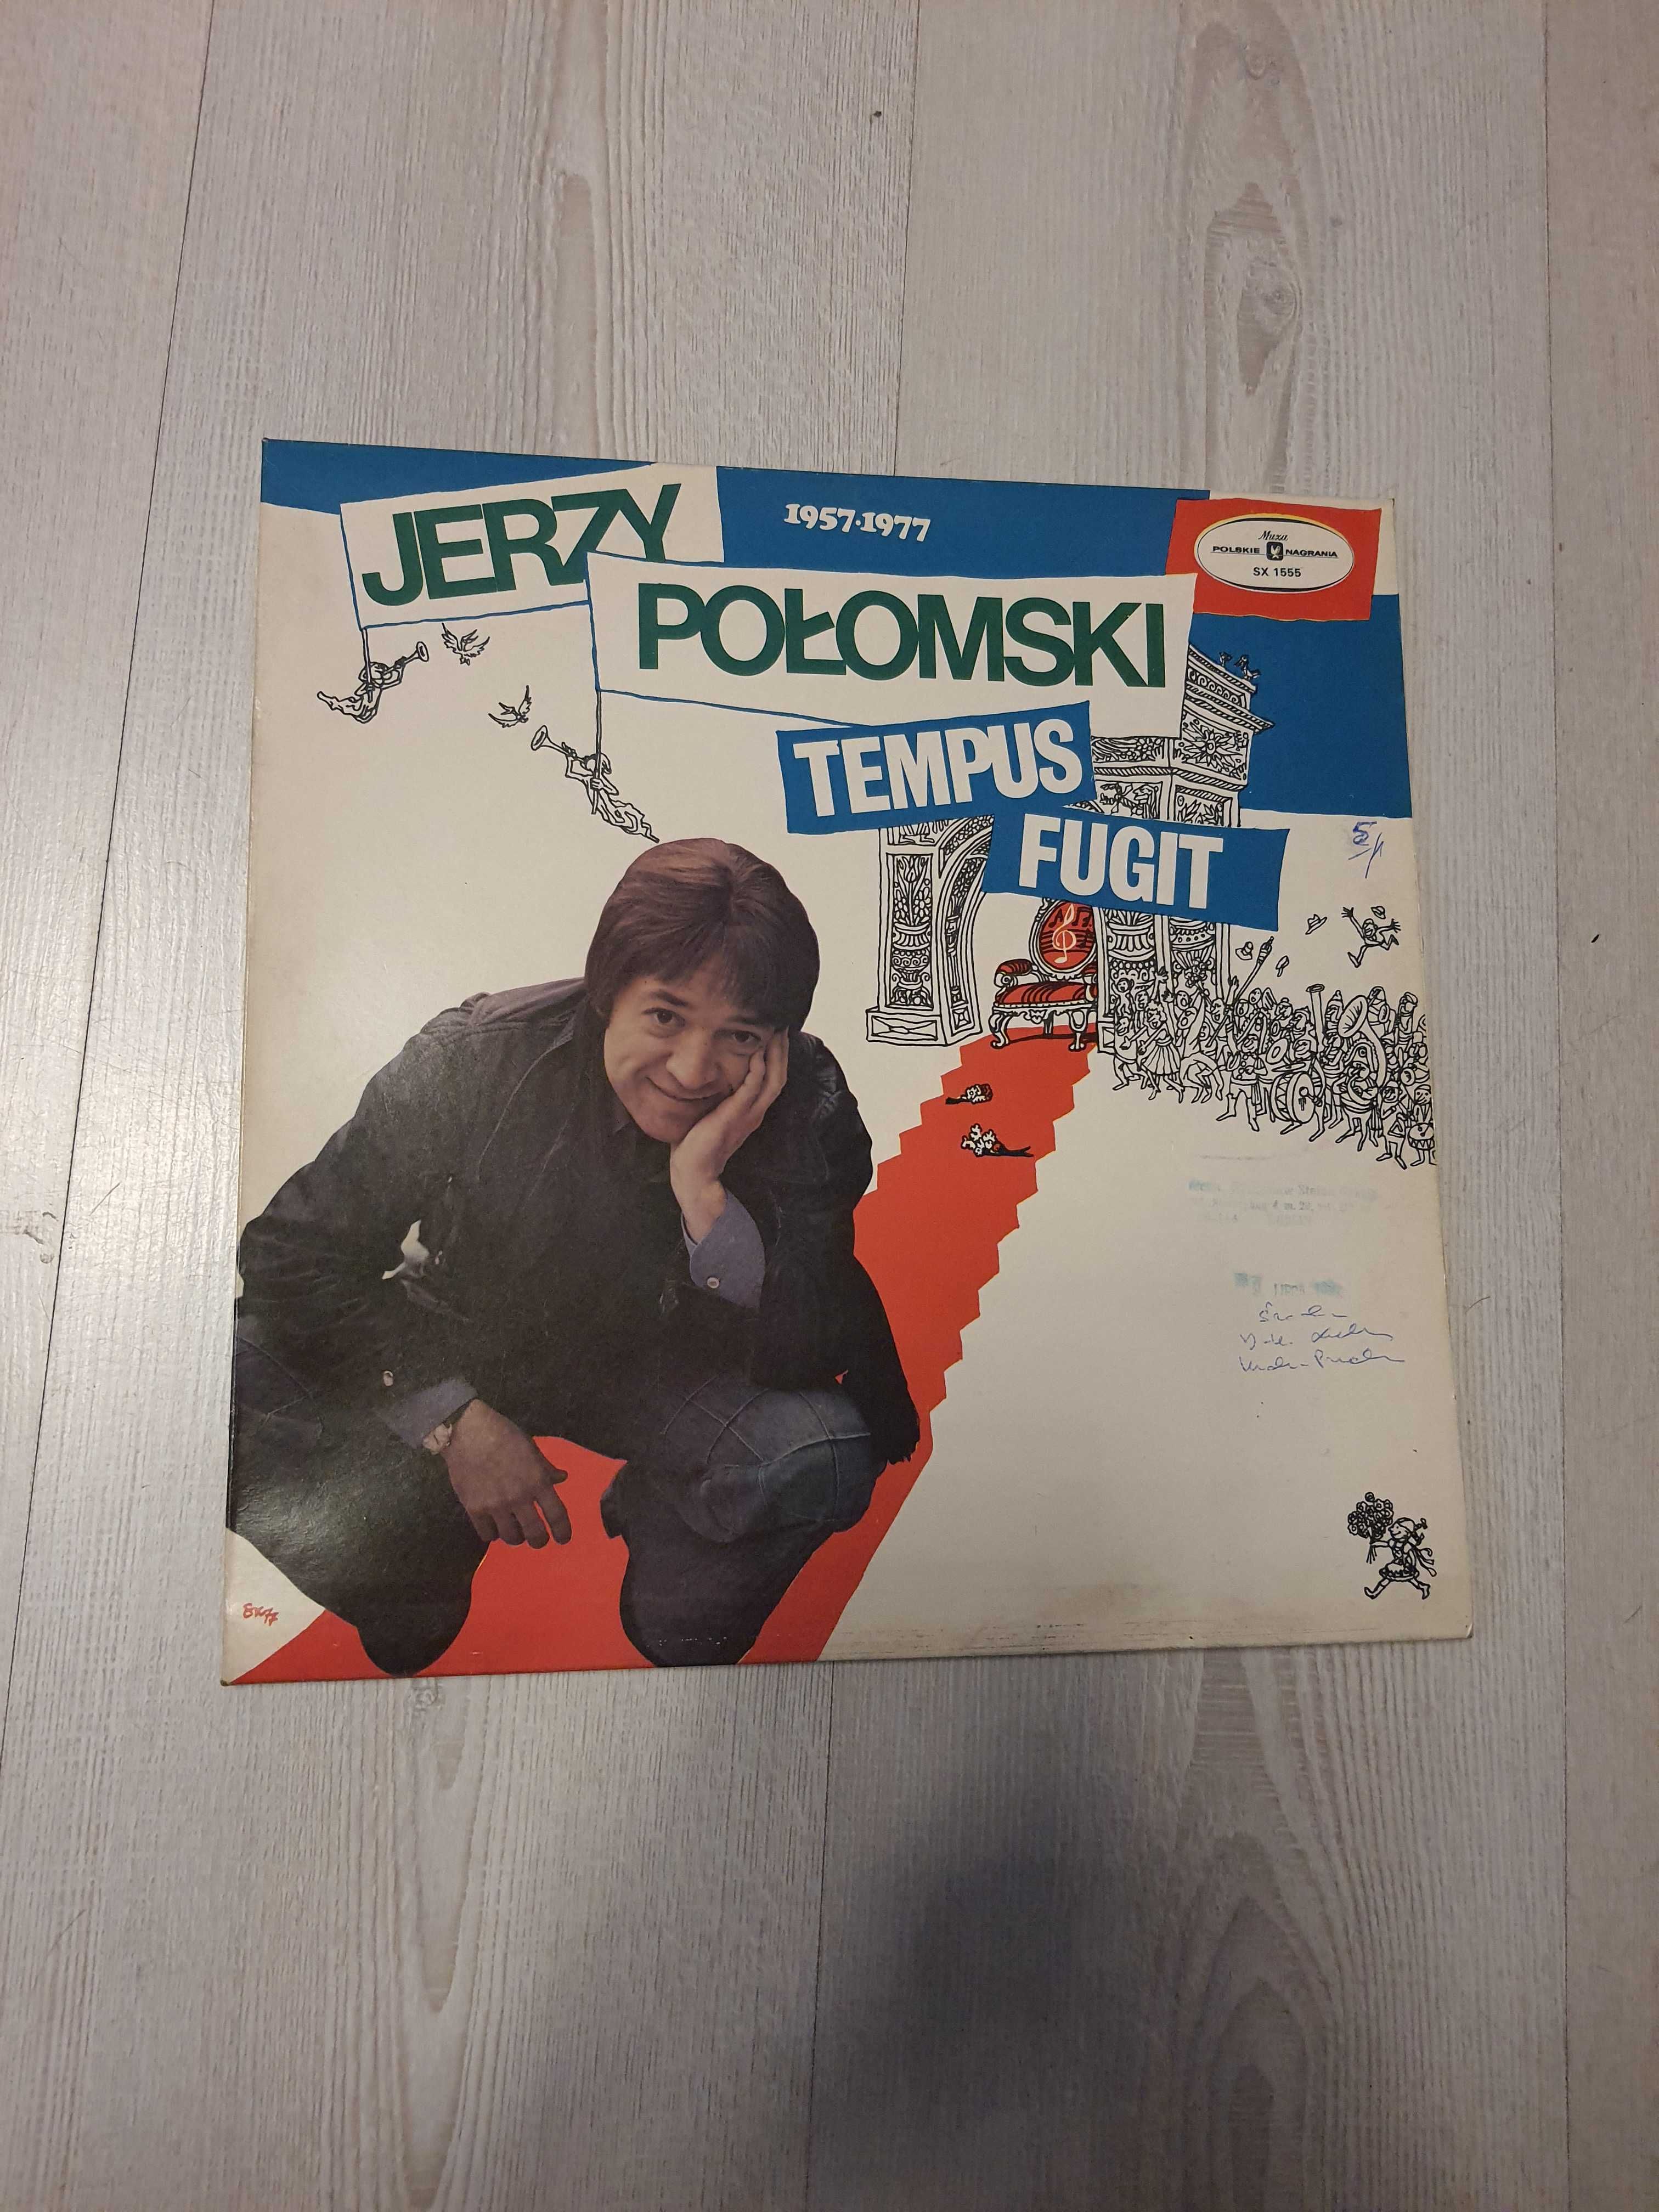 JERZY
1957·1977
Muza
POLSKIE NAGRANIA
SX 1555
POŁOMSKI
TEMPUS
FUGIT